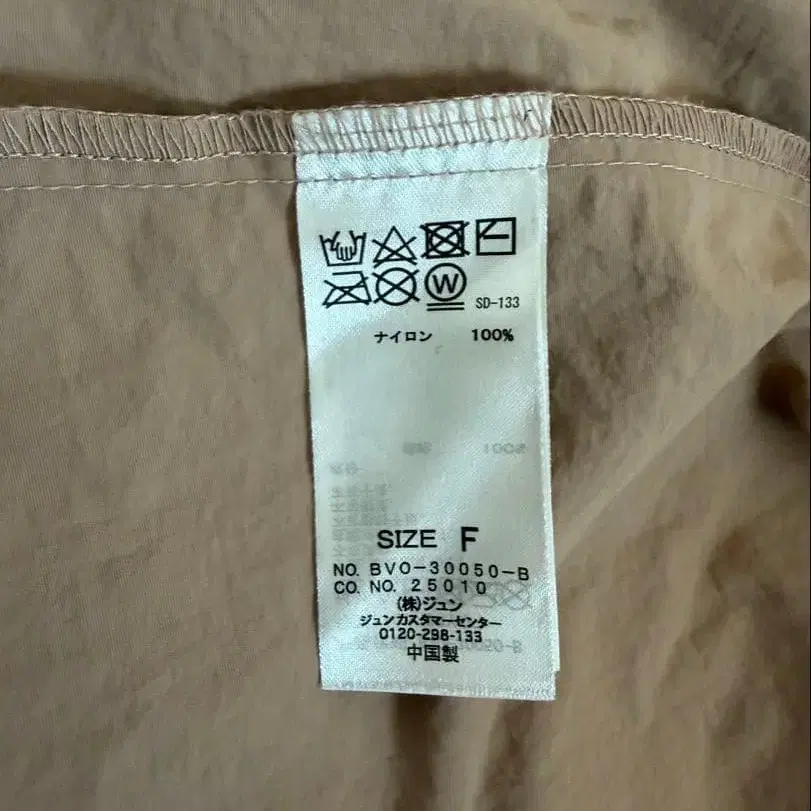 W
SD-133
ナイロン 100%
SIZE F
NO. BVO-30050-B
CO. NO. 25010
(株)ジュン
ジュンカスタマーセンター
0120-298-133
中国製